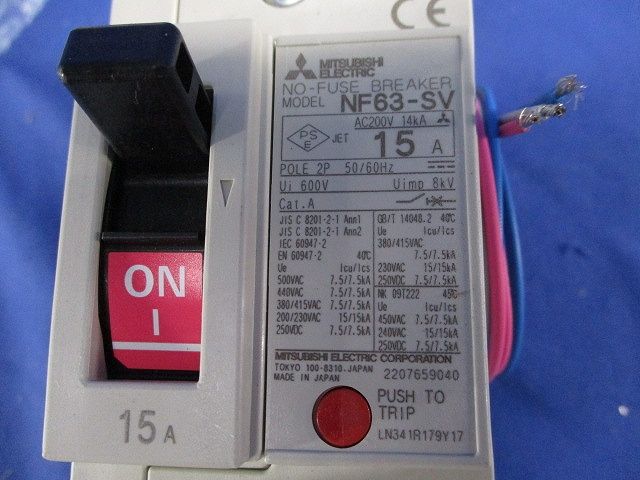 CE
MITSUBISHI
ELECTRIC
NO-FUSE BREAKER
MODEL NF63-SV
AC200V 14kA
PS
E
JET
15 A
POLE 2P 50/60Hz
Ui 600V Uimp 8kV
Cat.A
JIS C 8201-2-1 Ann1
JIS C 8201-2-1 Ann2
IEC 60947-2
EN 60947-2 40℃
Ue Icu/Ics
500VAC 7.5/7.5kA
440VAC 7.5/7.5kA
380/415VAC 7.5/7.5kA
200/230VAC 15/15kA
250VDC 7.5/7.5kA
GB/T 14048.2 40℃
Ue Icu/Ics
380/415VAC
7.5/7.5kA
230VAC 15/15kA
250VDC 7.5/7.5kA
NK 09T222 45℃
Ue Icu/Ics
450VAC 7.5/7.5kA
240VAC 15/15kA
250VDC 7.5/7.5kA
MITSUBISHI ELECTRIC CORPORATION
TOKYO 100-8310.JAPAN
MADE IN JAPAN
2207659040
PUSH TO
TRIP
LN341R179Y17
ON
I
15 A